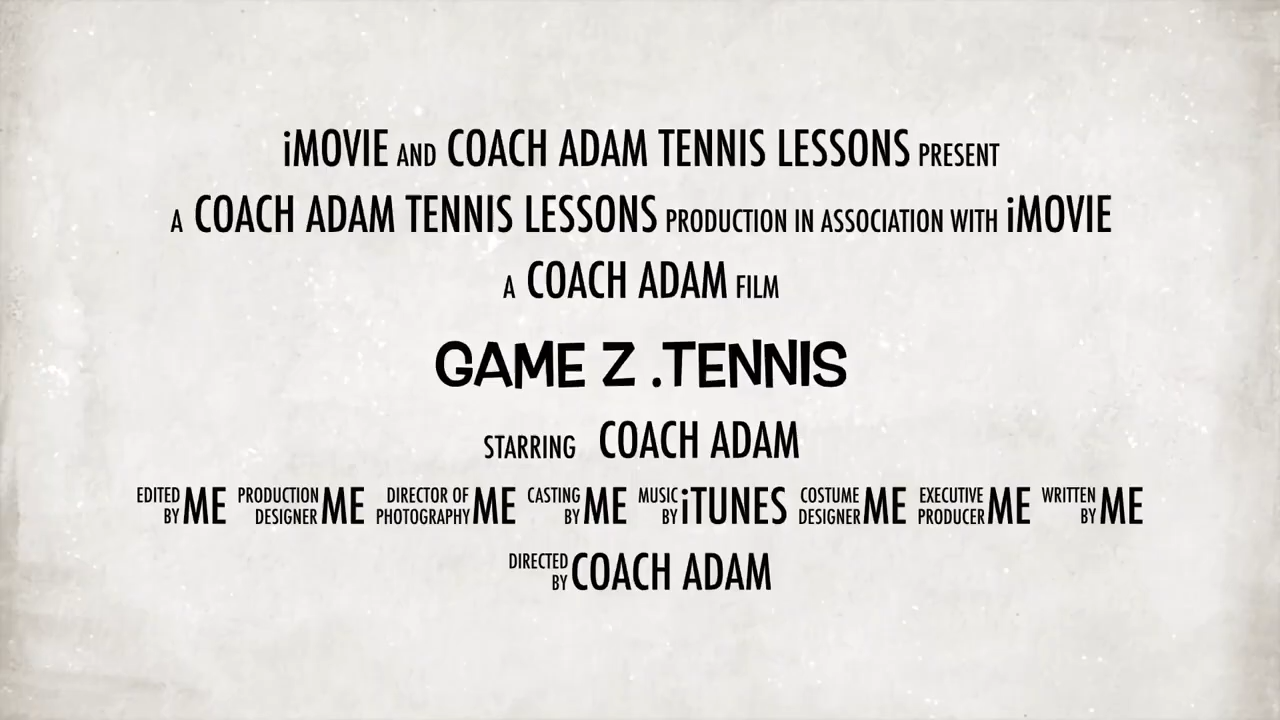 iMOVIE AND COACH ADAM TENNIS LESSONS PRESENT
A COACH ADAM TENNIS LESSONS PRODUCTION IN ASSOCIATION WITH iMOVIE
A COACH ADAM FILM
GAME Z .TENNIS
STARRING COACH ADAM
EDITED BY ME PRODUCTION DESIGNER ME DIRECTOR OF PHOTOGRAPHY ME CASTING BY ME MUSIC BY iTUNES COSTUME DESIGNER ME EXECUTIVE PRODUCER ME WRITTEN BY ME
DIRECTED BY COACH ADAM